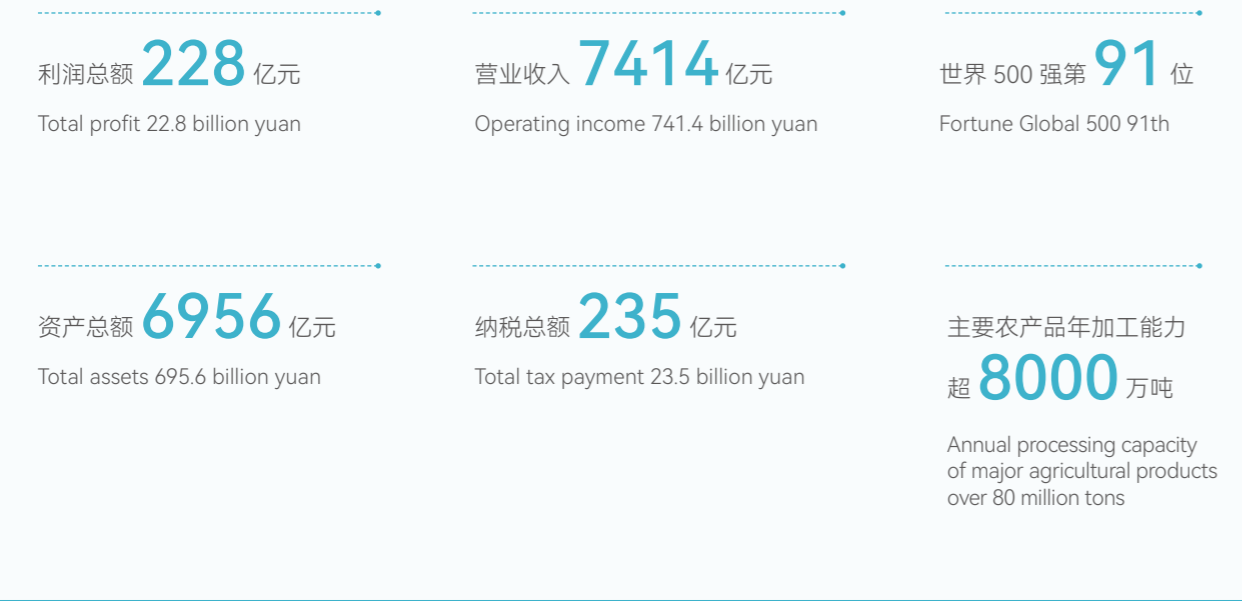 利润总额 228 亿元
Total profit 22.8 billion yuan
营业收入 7414 亿元
Operating income 741.4 billion yuan
世界 500 强第 91 位
Fortune Global 500 91th
资产总额 6956 亿元
Total assets 695.6 billion yuan
纳税总额 235 亿元
Total tax payment 23.5 billion yuan
主要农产品年加工能力
超 8000 万吨
Annual processing capacity
of major agricultural products
over 80 million tons